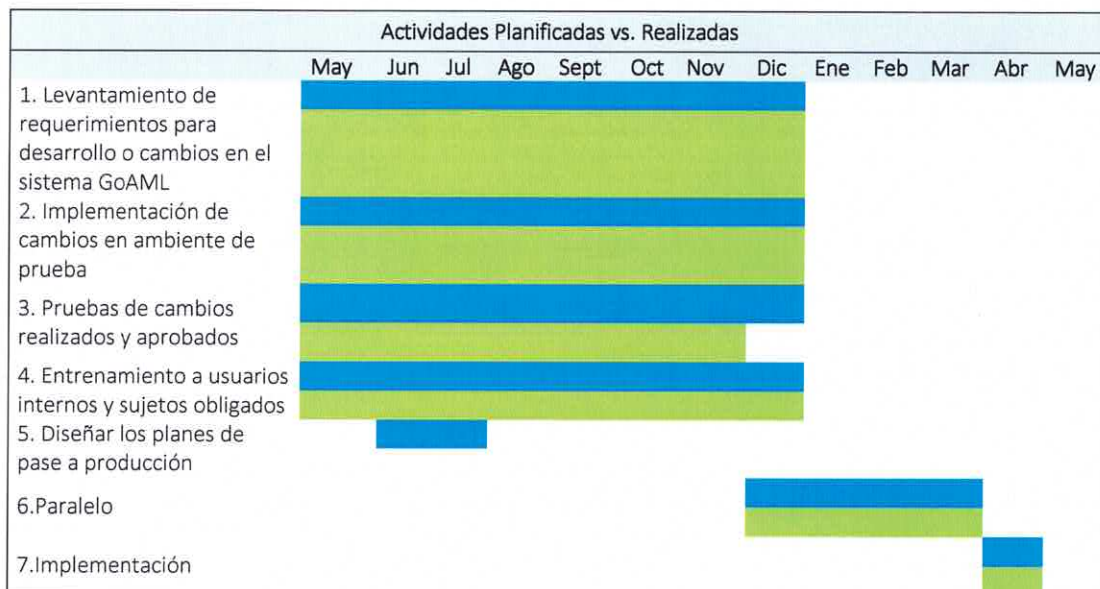 Actividades Planificadas vs. Realizadas
May Jun Jul Ago Sept Oct Nov Dic Ene Feb Mar Abr May
1. Levantamiento de
requerimientos para
desarrollo o cambios en el
sistema GoAML
2. Implementación de
cambios en ambiente de
prueba
3. Pruebas de cambios
realizados y aprobados
4. Entrenamiento a usuarios
internos y sujetos obligados
5. Diseñar los planes de
pase a producción
6.Paralelo
7.Implementación